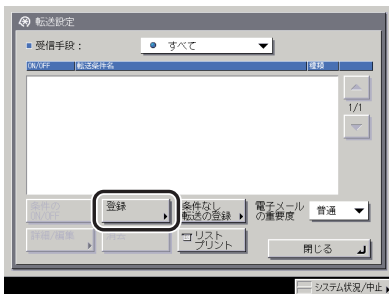 転送設定
受信手段：
すべて
ON/OFF 転送条件名 種類
1/1
条件の
ON/OFF
登録
条件なし
転送の登録
電子メール
の重要度
普通
詳細/編集
消去
リスト
プリント
閉じる
システム状況/中止